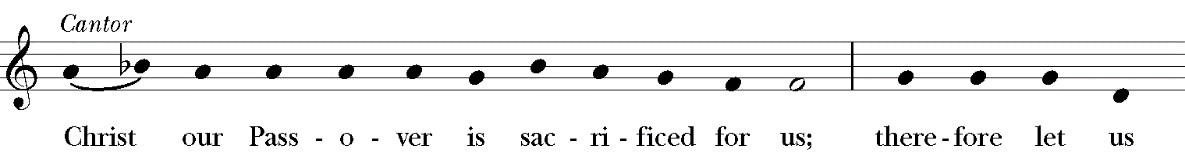 Cantor
Christ our Pass - o - ver is sac - ri - ficed for us; there - fore let us